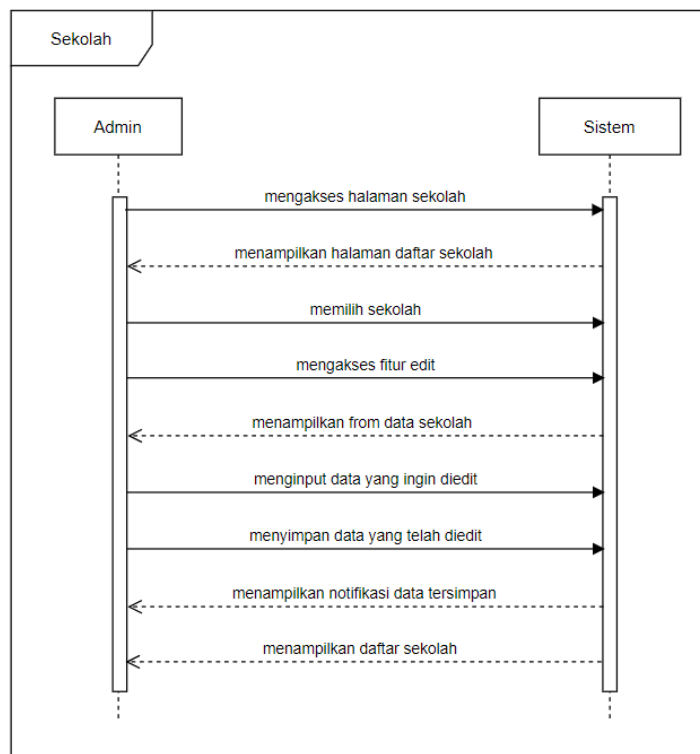 Sekolah
Admin
Sistem
mengakses halaman sekolah
menampilkan halaman daftar sekolah
memilih sekolah
mengakses fitur edit
menampilkan from data sekolah
menginput data yang ingin diedit
menyimpan data yang telah diedit
menampilkan notifikasi data tersimpan
menampilkan daftar sekolah